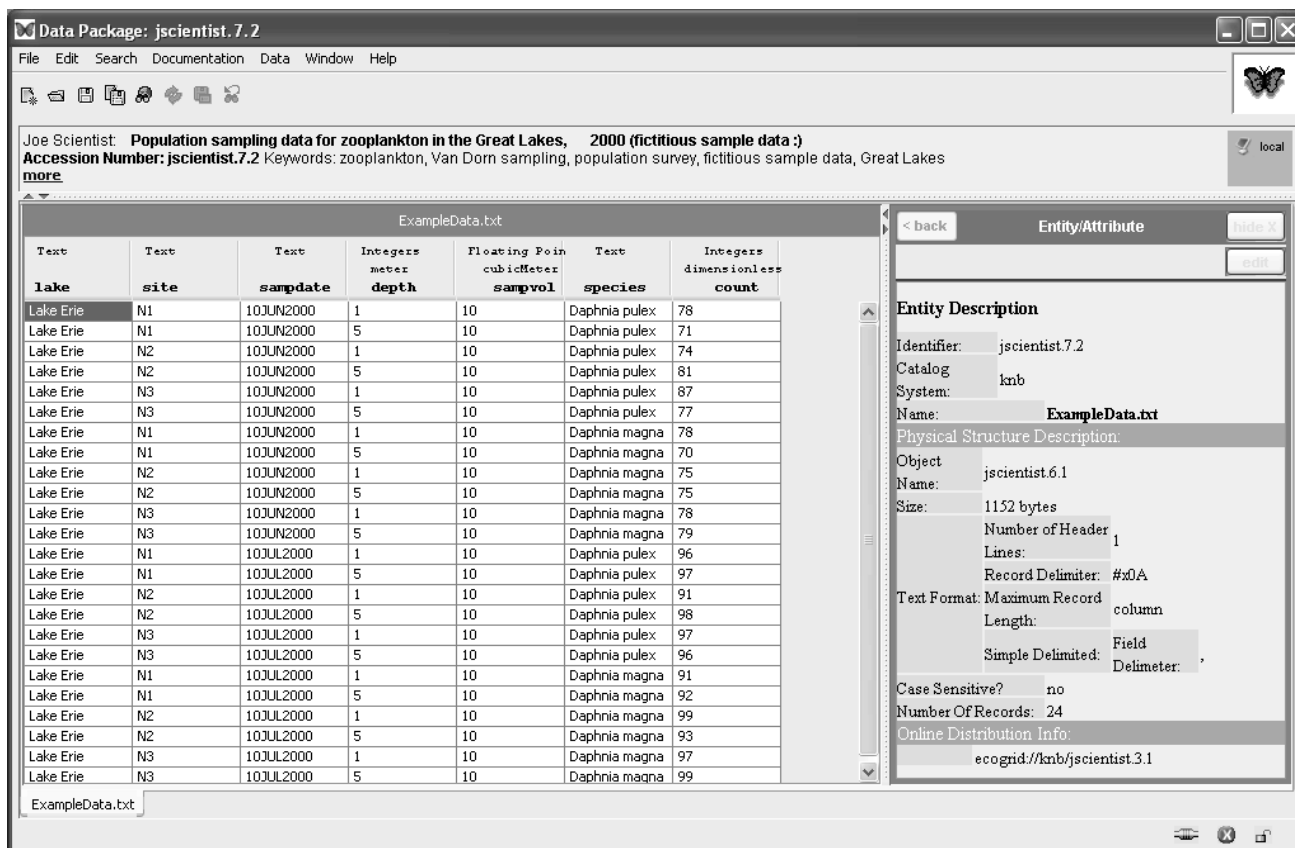 Data Package: jscientist.7.2
File Edit Search Documentation Data Window Help
Joe Scientist: Population sampling data for zooplankton in the Great Lakes, 2000 (fictitious sample data :)
Accession Number: jscientist.7.2 Keywords: zooplankton, Van Dorn sampling, population survey, fictitious sample data, Great Lakes
more
local
ExampleData.txt
Text Text Text Integers Floating Poin Text Integers
meter cubicMeter dimensionless
lake site sampdate depth sampvol species count
Lake Erie N1 10JUN2000 1 10 Daphnia pulex 78
Lake Erie N1 10JUN2000 5 10 Daphnia pulex 71
Lake Erie N2 10JUN2000 1 10 Daphnia pulex 74
Lake Erie N2 10JUN2000 5 10 Daphnia pulex 81
Lake Erie N3 10JUN2000 1 10 Daphnia pulex 87
Lake Erie N3 10JUN2000 5 10 Daphnia pulex 77
Lake Erie N1 10JUN2000 1 10 Daphnia magna 78
Lake Erie N1 10JUN2000 5 10 Daphnia magna 70
Lake Erie N2 10JUN2000 1 10 Daphnia magna 75
Lake Erie N2 10JUN2000 5 10 Daphnia magna 75
Lake Erie N3 10JUN2000 1 10 Daphnia magna 78
Lake Erie N3 10JUN2000 5 10 Daphnia magna 79
Lake Erie N1 10JUL2000 1 10 Daphnia pulex 96
Lake Erie N1 10JUL2000 5 10 Daphnia pulex 97
Lake Erie N2 10JUL2000 1 10 Daphnia pulex 91
Lake Erie N2 10JUL2000 5 10 Daphnia pulex 98
Lake Erie N3 10JUL2000 1 10 Daphnia pulex 97
Lake Erie N3 10JUL2000 5 10 Daphnia pulex 96
Lake Erie N1 10JUL2000 1 10 Daphnia magna 91
Lake Erie N1 10JUL2000 5 10 Daphnia magna 92
Lake Erie N2 10JUL2000 1 10 Daphnia magna 99
Lake Erie N2 10JUL2000 5 10 Daphnia magna 93
Lake Erie N3 10JUL2000 1 10 Daphnia magna 97
Lake Erie N3 10JUL2000 5 10 Daphnia magna 99
ExampleData.txt
< back Entity/Attribute hide X
edit
Entity Description
Identifier: jscientist.7.2
Catalog
System: knb
Name: ExampleData.txt
Physical Structure Description:
Object
Name: jscientist.6.1
Size: 1152 bytes
Text Format:
Number of Header
Lines: 1
Record Delimiter: #x0A
Maximum Record
Length: column
Simple Delimited: Field
Delimeter: ,
Case Sensitive? no
Number Of Records: 24
Online Distribution Info:
ecogrid://knb/jscientist.3.1